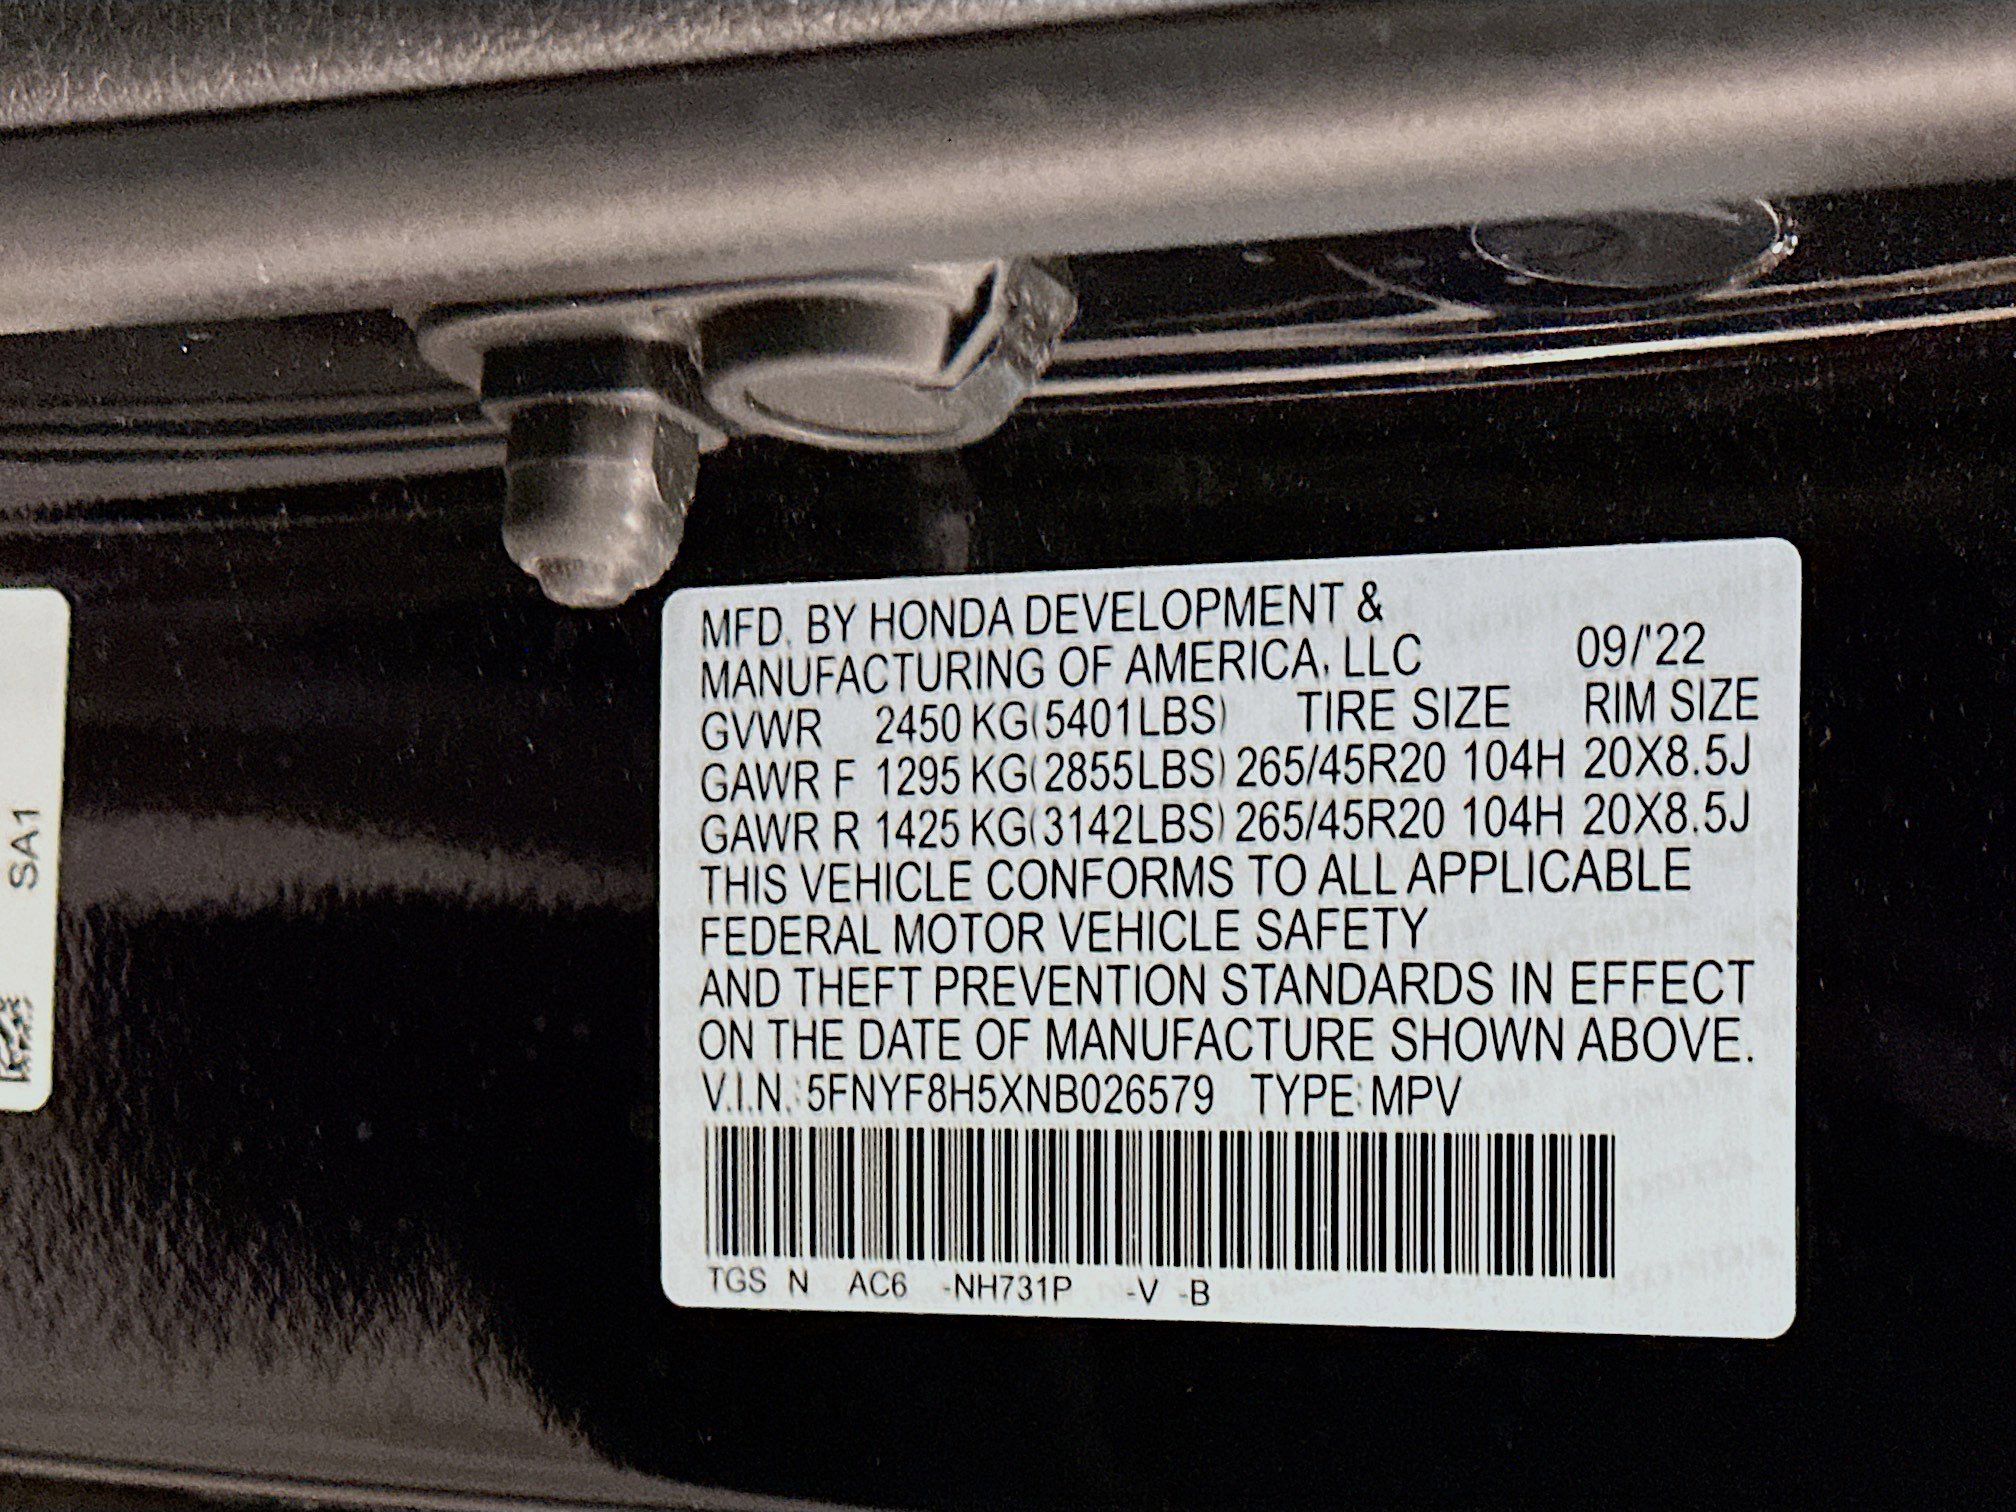 MFD. BY HONDA DEVELOPMENT &
MANUFACTURING OF AMERICA, LLC 09/'22
GVWR 2450 KG(5401LBS) TIRE SIZE RIM SIZE
GAWR F 1295 KG(2855LBS) 265/45R20 104H 20X8.5J
GAWR R 1425 KG(3142LBS) 265/45R20 104H 20X8.5J
THIS VEHICLE CONFORMS TO ALL APPLICABLE
FEDERAL MOTOR VEHICLE SAFETY
AND THEFT PREVENTION STANDARDS IN EFFECT
ON THE DATE OF MANUFACTURE SHOWN ABOVE.
V.I.N.:5FNYF8H5XNB026579 TYPE:MPV
TGS N AC6 -NH731P -V -B
SA1